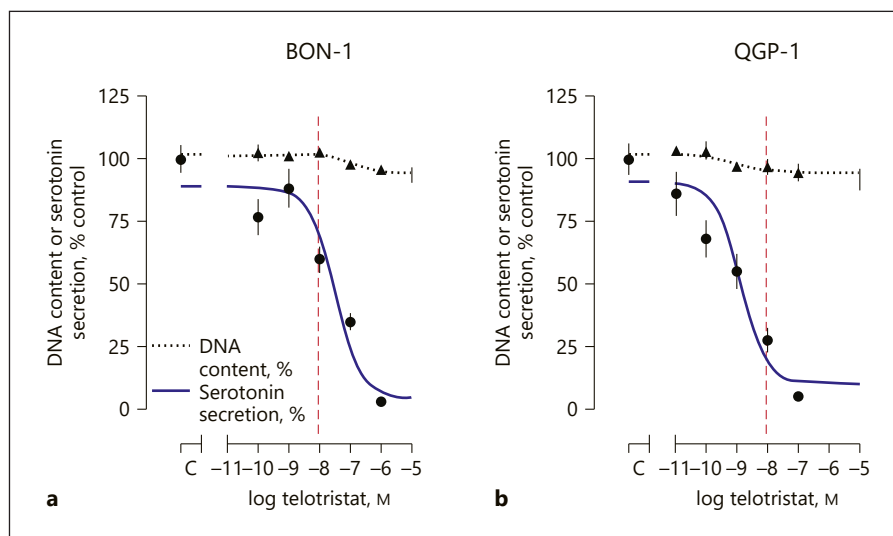 BON-1
DNA content or serotonin
secretion, % control
125
100
75
50
25
0
DNA
content, %
Serotonin
secretion, %
C
–11
–10
–9
–8
–7
–6
–5
log telotristat, M
a
QGP-1
DNA content or serotonin
secretion, % control
125
100
75
50
25
0
C
–11
–10
–9
–8
–7
–6
–5
log telotristat, M
b